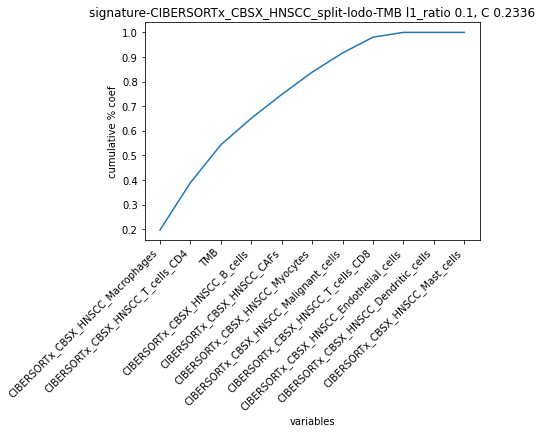 signature-CIBERSORTx_CBSX_HNSCC_split-lodo-TMB l1_ratio 0.1, C 0.2336
cumulative % coef
1.0
0.9
0.8
0.7
0.6
0.5
0.4
0.3
0.2
CIBERSORTx_CBSX_HNSCC_Macrophages
CIBERSORTx_CBSX_HNSCC_T_cells_CD4
TMB
CIBERSORTx_CBSX_HNSCC_B_cells
CIBERSORTx_CBSX_HNSCC_CAFs
CIBERSORTx_CBSX_HNSCC_Myocytes
CIBERSORTx_CBSX_HNSCC_Malignant_cells
CIBERSORTx_CBSX_HNSCC_T_cells_CD8
CIBERSORTx_CBSX_HNSCC_Endothelial_cells
CIBERSORTx_CBSX_HNSCC_Dendritic_cells
CIBERSORTx_CBSX_HNSCC_Mast_cells
variables